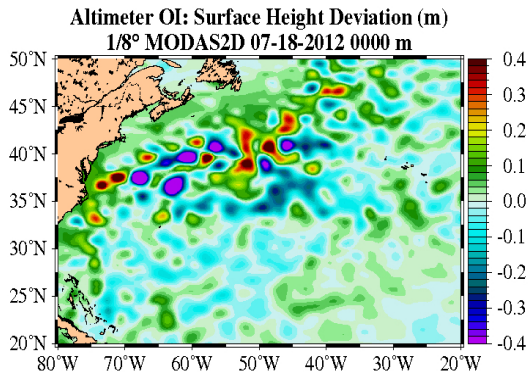 Altimeter OI: Surface Height Deviation (m)
1/8° MODAS2D 07-18-2012 0000 m
50°N
45°N
40°N
35°N
30°N
25°N
20°N
80°W 70°W 60°W 50°W 40°W 30°W 20°W
0.4
0.3
0.2
0.1
0.0
-0.1
-0.2
-0.3
-0.4